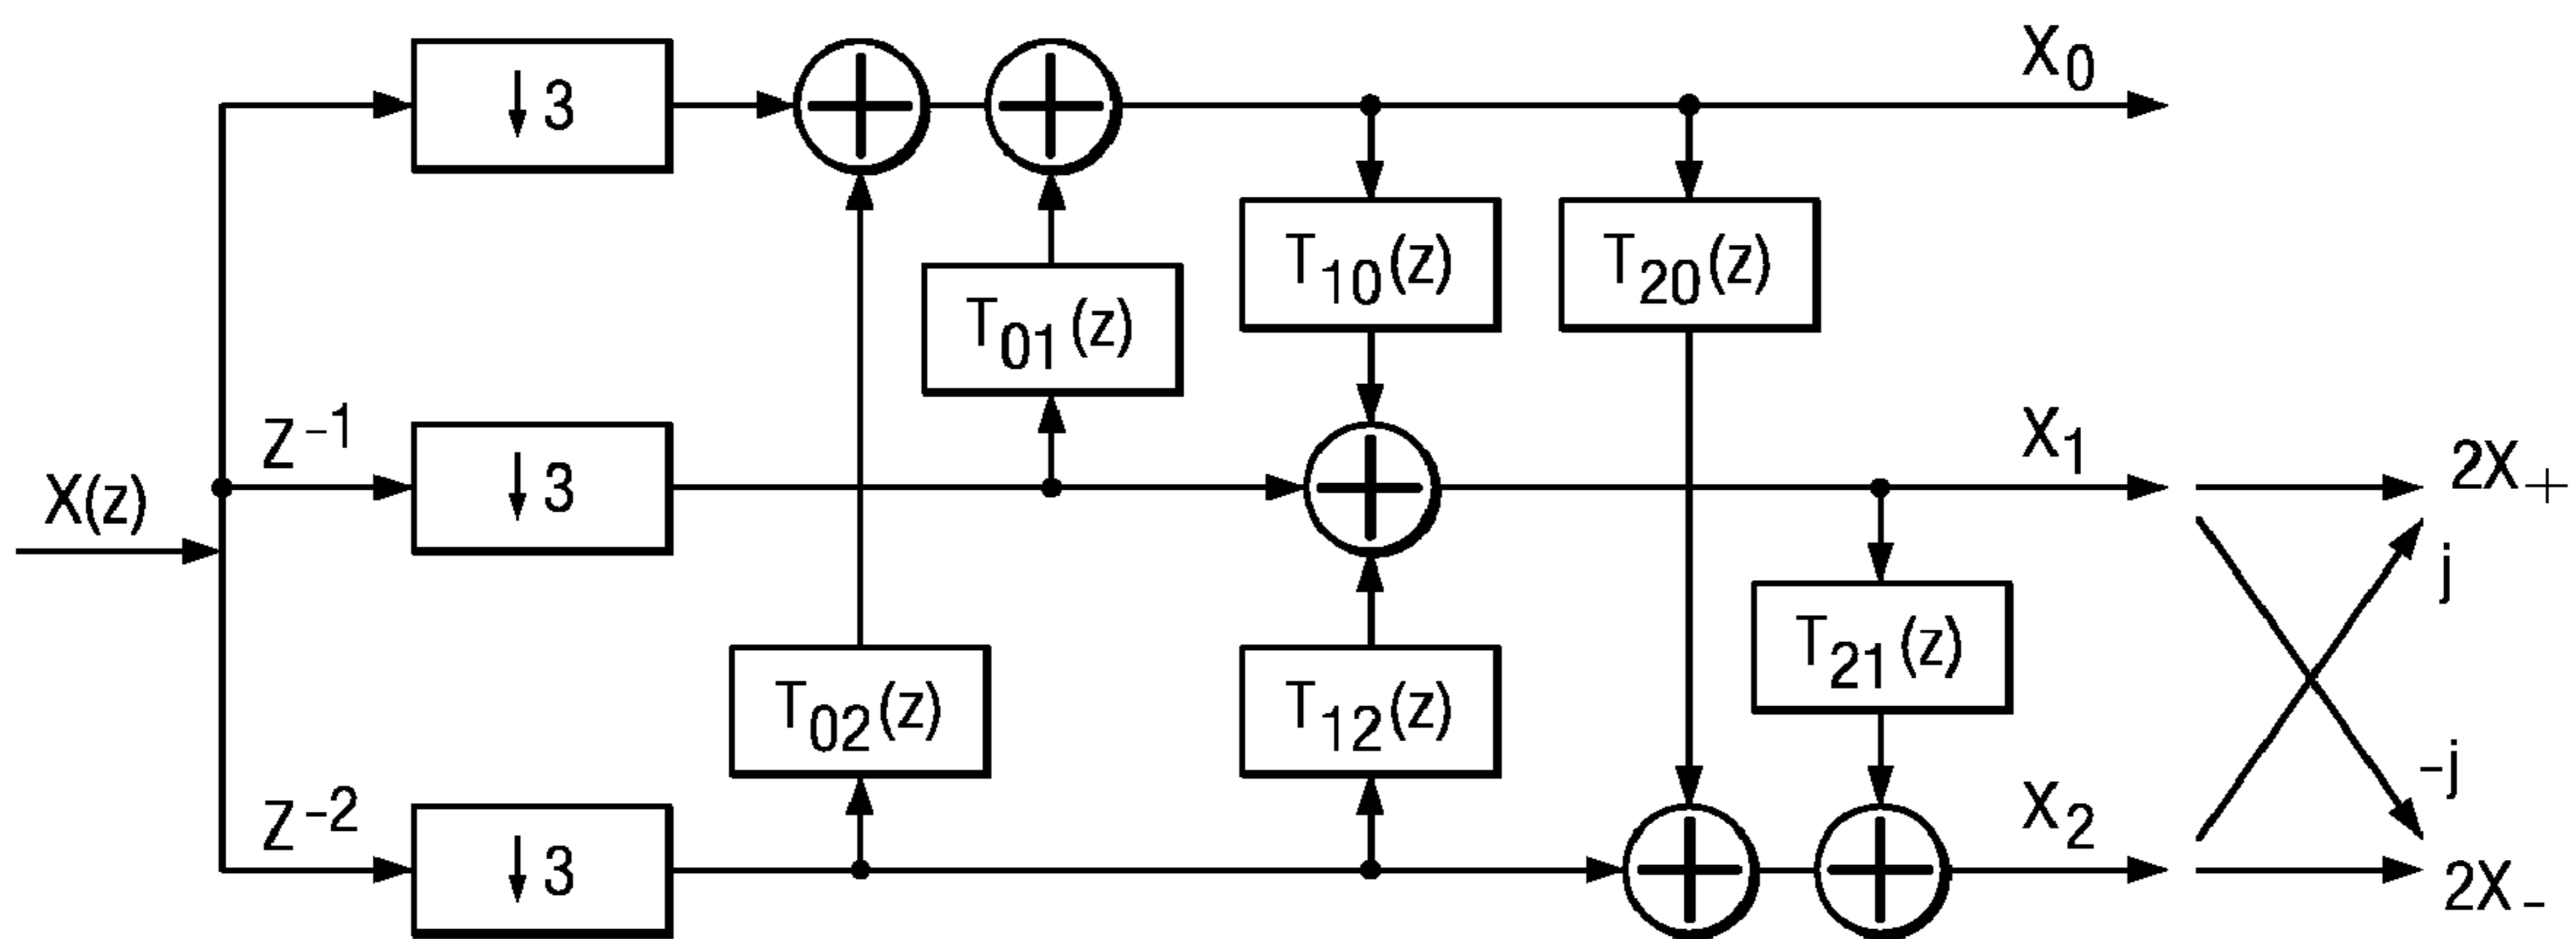 ↓ 3
X₀
T₁₀(z)
T₂₀(z)
T₀₁(z)
X(z)
Z⁻¹
↓ 3
X₁
2X₊
j
T₂₁(z)
T₀₂(z)
T₁₂(z)
-j
Z⁻²
↓ 3
X₂
2X₋